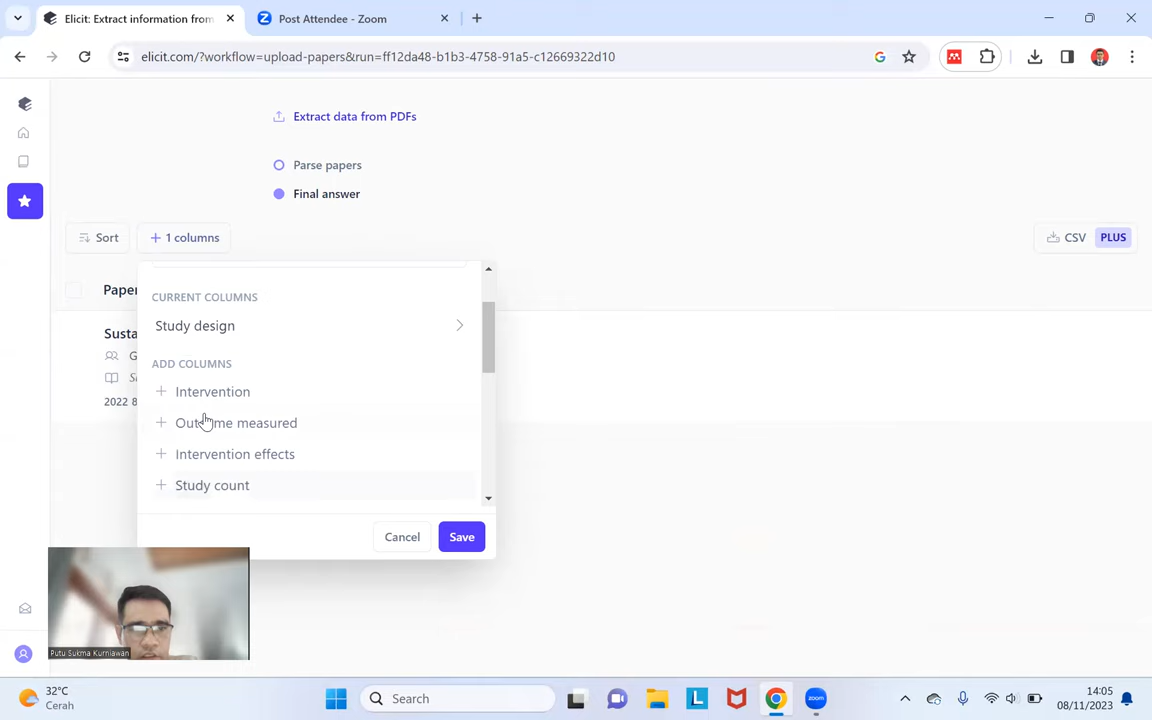 Elicit: Extract information from
Post Attendee - Zoom
elicit.com/?workflow=upload-papers&run=ff12da48-b1b3-4758-91a5-c12669322d10
Extract data from PDFs
Parse papers
Final answer
Sort
1 columns
CSV
PLUS
Paper
CURRENT COLUMNS
Study design
Susta
G
ADD COLUMNS
Si
Intervention
2022 8
Outcome measured
Intervention effects
Study count
Cancel
Save
Putu Sukma Kurniawan
32°C
Cerah
Search
14:05
08/11/2023